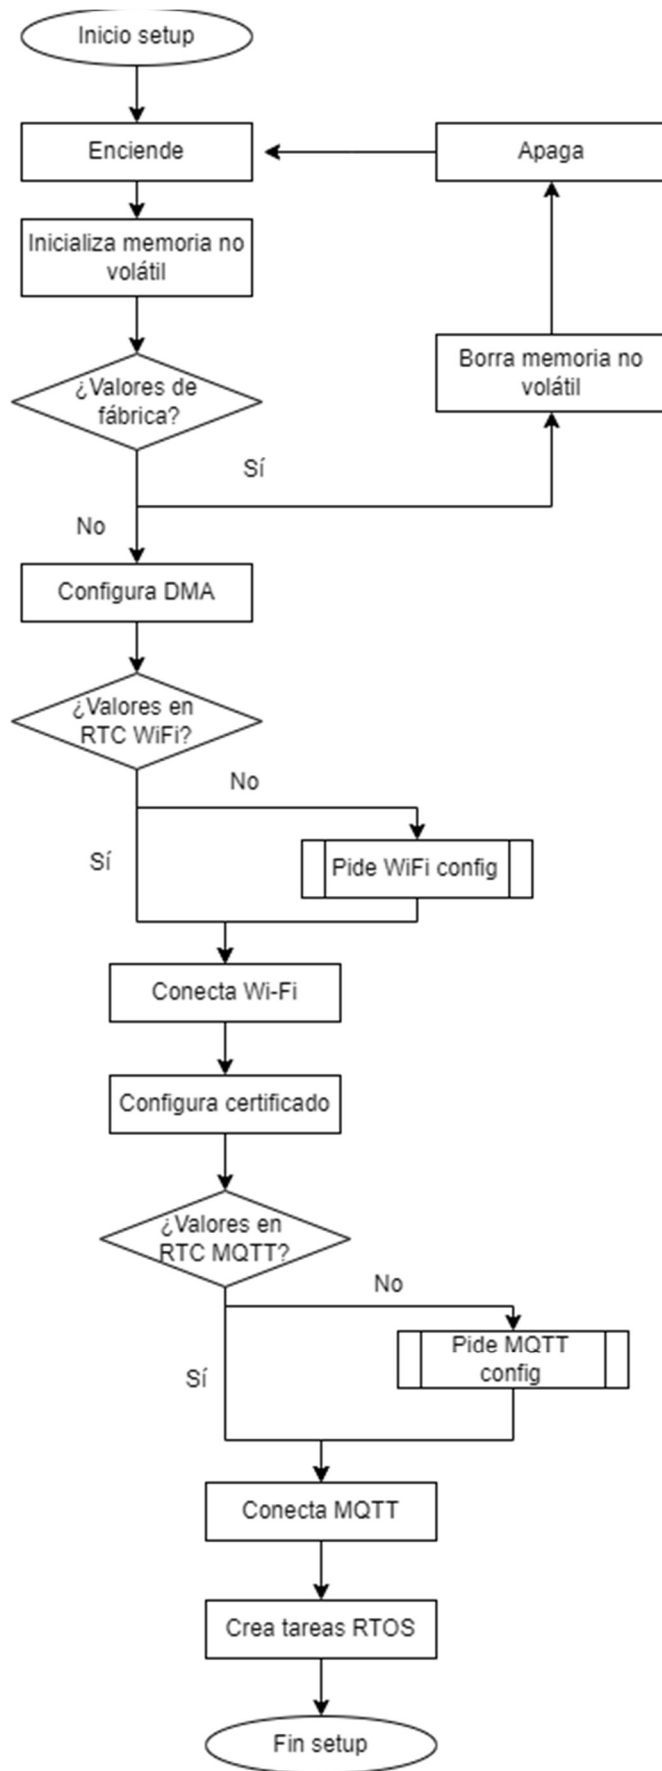 Inicio setup
Enciende
Apaga
Inicializa memoria no
volátil
Borra memoria no
volátil
¿Valores de
fábrica?
Sí
No
Configura DMA
¿Valores en
RTC WiFi?
No
Sí
Pide WiFi config
Conecta Wi-Fi
Configura certificado
¿Valores en
RTC MQTT?
No
Sí
Pide MQTT
config
Conecta MQTT
Crea tareas RTOS
Fin setup